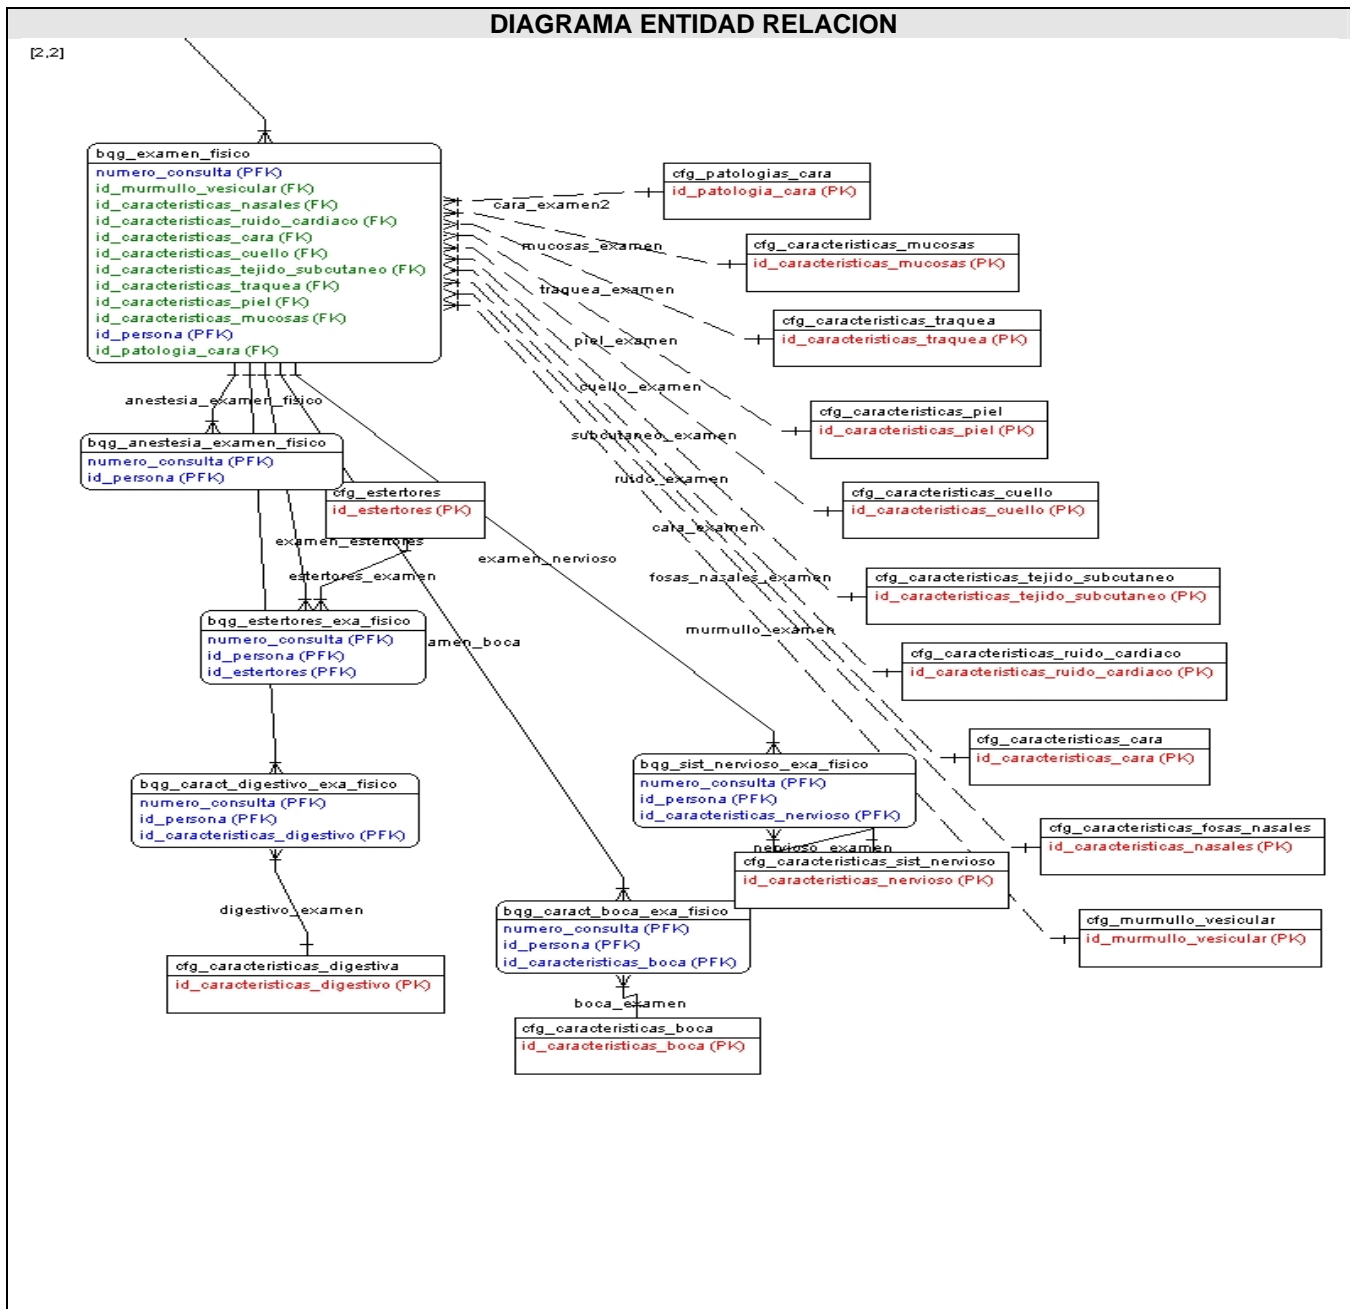 DIAGRAMA ENTIDAD RELACION
[2,2]
bqg_examen_fisico
numero_consulta (PFK)
id_murmullo_vesicular (FK)
id_caracteristicas_nasales (FK)
id_caracteristicas_ruido_cardiaco (FK)
id_caracteristicas_cara (FK)
id_caracteristicas_cuello (FK)
id_caracteristicas_tejido_subcutaneo (FK)
id_caracteristicas_traquea (FK)
id_caracteristicas_piel (FK)
id_caracteristicas_mucosas (FK)
id_persona (PFK)
id_patologia_cara (FK)
cfg_patologias_cara
id_patologia_cara (PK)
cara_examen2
cfg_caracteristicas_mucosas
id_caracteristicas_mucosas (PK)
mucosas_examen
cfg_caracteristicas_traquea
id_caracteristicas_traquea (PK)
traquea_examen
piel_examen
cfg_caracteristicas_piel
id_caracteristicas_piel (PK)
cuello_examen
subcutaneo_examen
cfg_caracteristicas_cuello
id_caracteristicas_cuello (PK)
ruido_examen
cara_examen
cfg_caracteristicas_tejido_subcutaneo
id_caracteristicas_tejido_subcutaneo (PK)
fosas_nasales_examen
murmullo_examen
cfg_caracteristicas_ruido_cardiaco
id_caracteristicas_ruido_cardiaco (PK)
cfg_caracteristicas_cara
id_caracteristicas_cara (PK)
cfg_caracteristicas_fosas_nasales
id_caracteristicas_nasales (PK)
cfg_murmullo_vesicular
id_murmullo_vesicular (PK)
anestesia_examen_fisico
bqg_anestesia_examen_fisico
numero_consulta (PFK)
id_persona (PFK)
cfg_estertores
id_estertores (PK)
examen_estertores
examen_nervioso
estertores_examen
bqg_estertores_exa_fisico
numero_consulta (PFK)
id_persona (PFK)
id_estertores (PFK)
amen_boca
bqg_caract_digestivo_exa_fisico
numero_consulta (PFK)
id_persona (PFK)
id_caracteristicas_digestivo (PFK)
bqg_sist_nervioso_exa_fisico
numero_consulta (PFK)
id_persona (PFK)
id_caracteristicas_nervioso (PFK)
nervioso_examen
cfg_caracteristicas_sist_nervioso
id_caracteristicas_nervioso (PK)
digestivo_examen
bqg_caract_boca_exa_fisico
numero_consulta (PFK)
id_persona (PFK)
id_caracteristicas_boca (PFK)
cfg_caracteristicas_digestiva
id_caracteristicas_digestivo (PK)
boca_examen
cfg_caracteristicas_boca
id_caracteristicas_boca (PK)